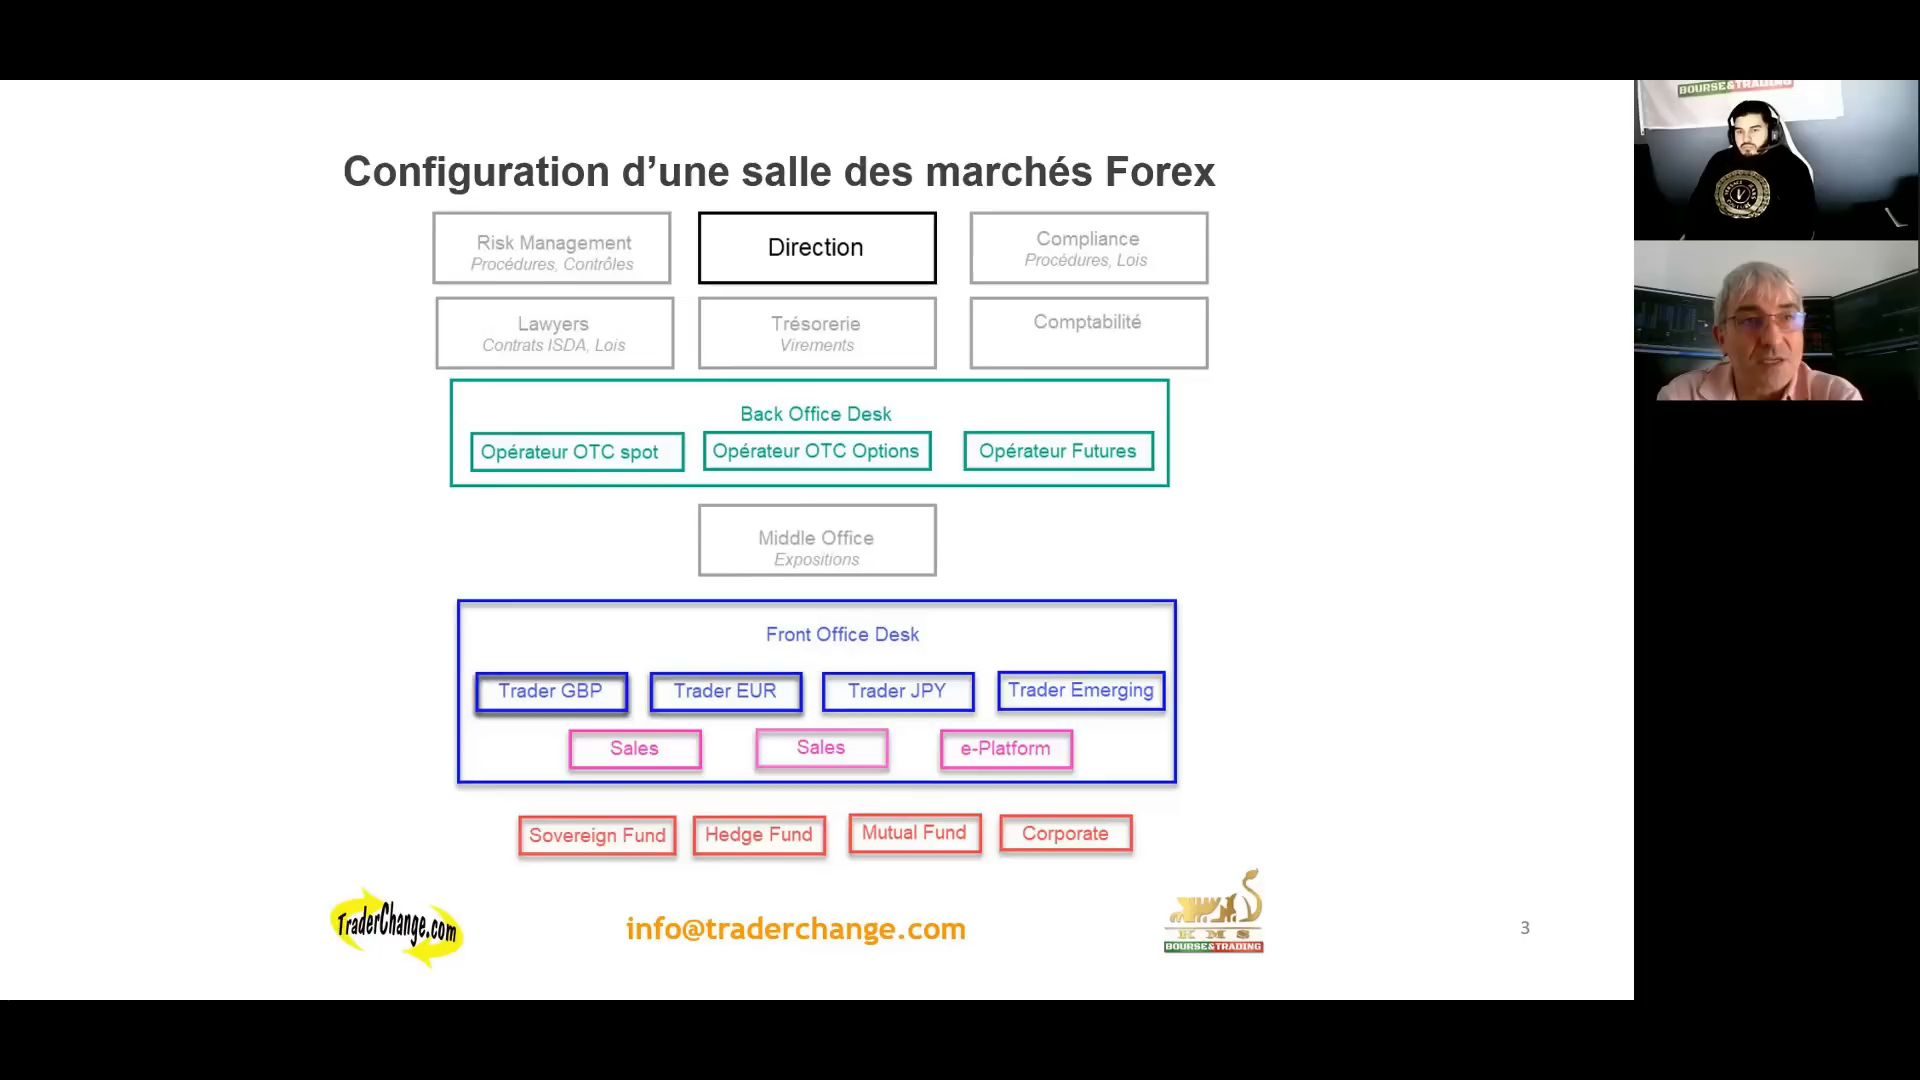 BOURSE&TRADING
Configuration d’une salle des marchés Forex
Risk Management
Procédures, Contrôles
Direction
Compliance
Procédures, Lois
Lawyers
Contrats ISDA, Lois
Trésorerie
Virements
Comptabilité
Back Office Desk
Opérateur OTC spot
Opérateur OTC Options
Opérateur Futures
Middle Office
Expositions
Front Office Desk
Trader GBP
Trader EUR
Trader JPY
Trader Emerging
Sales
Sales
e-Platform
Sovereign Fund
Hedge Fund
Mutual Fund
Corporate
TraderChange.com
info@traderchange.com
KMS
BOURSE&TRADING
3